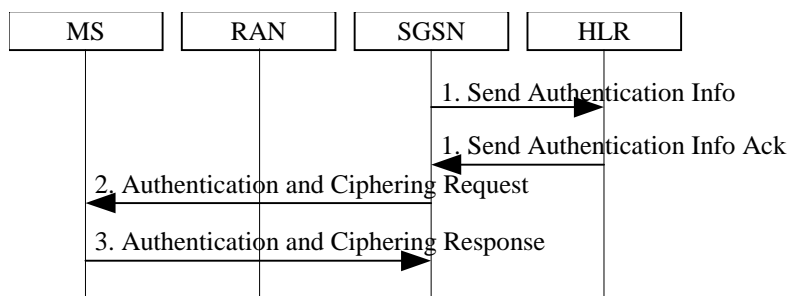 MS RAN SGSN HLR
1. Send Authentication Info
1. Send Authentication Info Ack
2. Authentication and Ciphering Request
3. Authentication and Ciphering Response